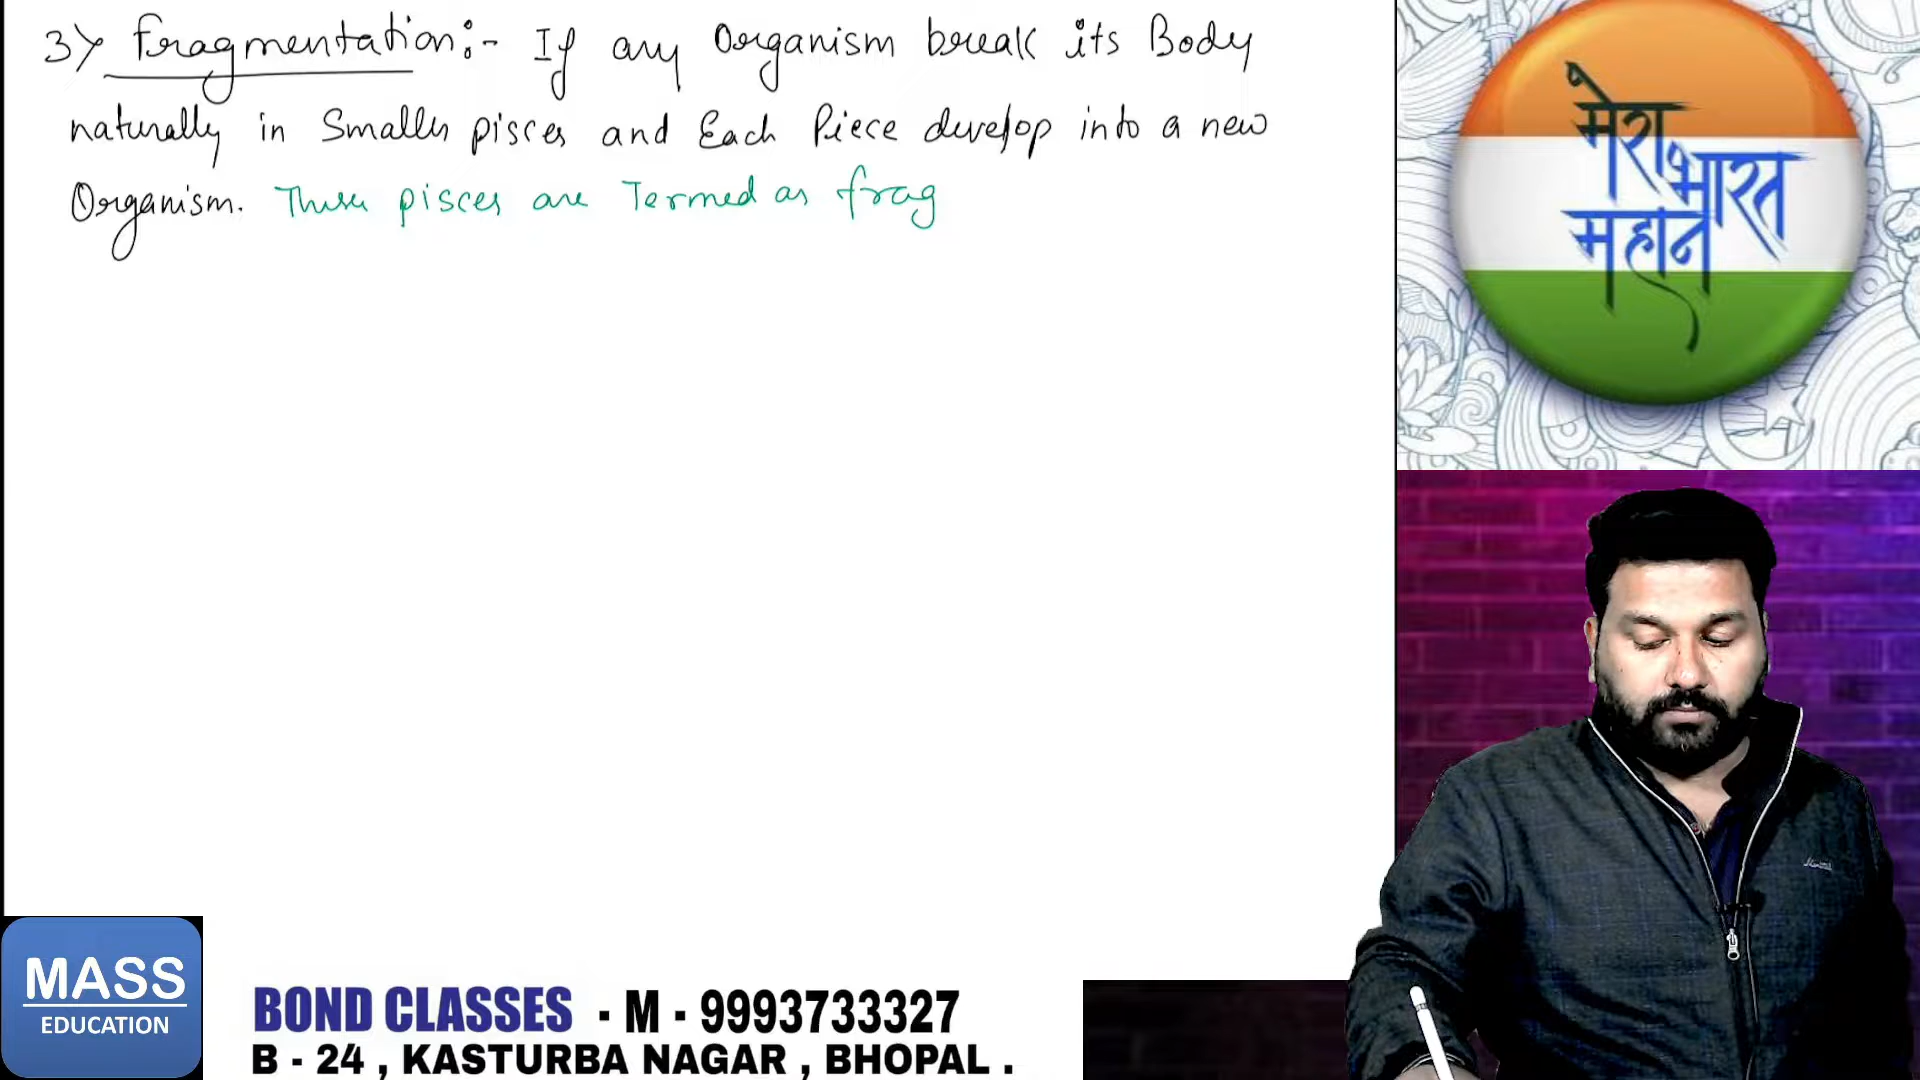 3) Fragmentation:- If any Organism break its Body
naturally in Smaller pisces and Each Piece develop into a new
Organism. These pisces are Termed as frag
मेरा
भारत
महान
MASS
EDUCATION
BOND CLASSES - M - 9993733327
B - 24 , KASTURBA NAGAR , BHOPAL .